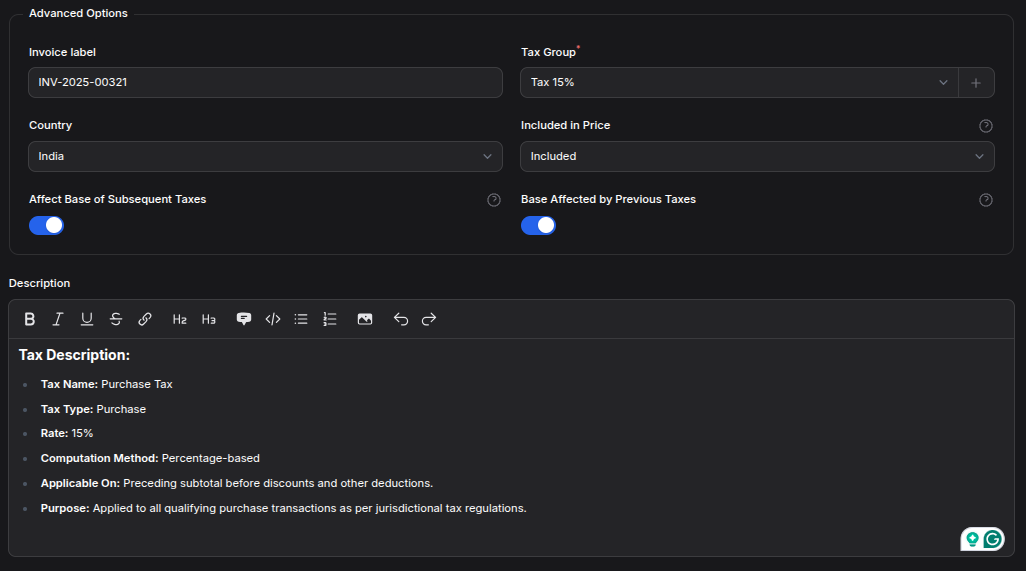 Advanced Options
Invoice label
Tax Group*
INV-2025-00321
Tax 15%
Country
Included in Price
India
Included
Affect Base of Subsequent Taxes
Base Affected by Previous Taxes
Description
B I U S H2 H3
Tax Description:
Tax Name: Purchase Tax
Tax Type: Purchase
Rate: 15%
Computation Method: Percentage-based
Applicable On: Preceding subtotal before discounts and other deductions.
Purpose: Applied to all qualifying purchase transactions as per jurisdictional tax regulations.